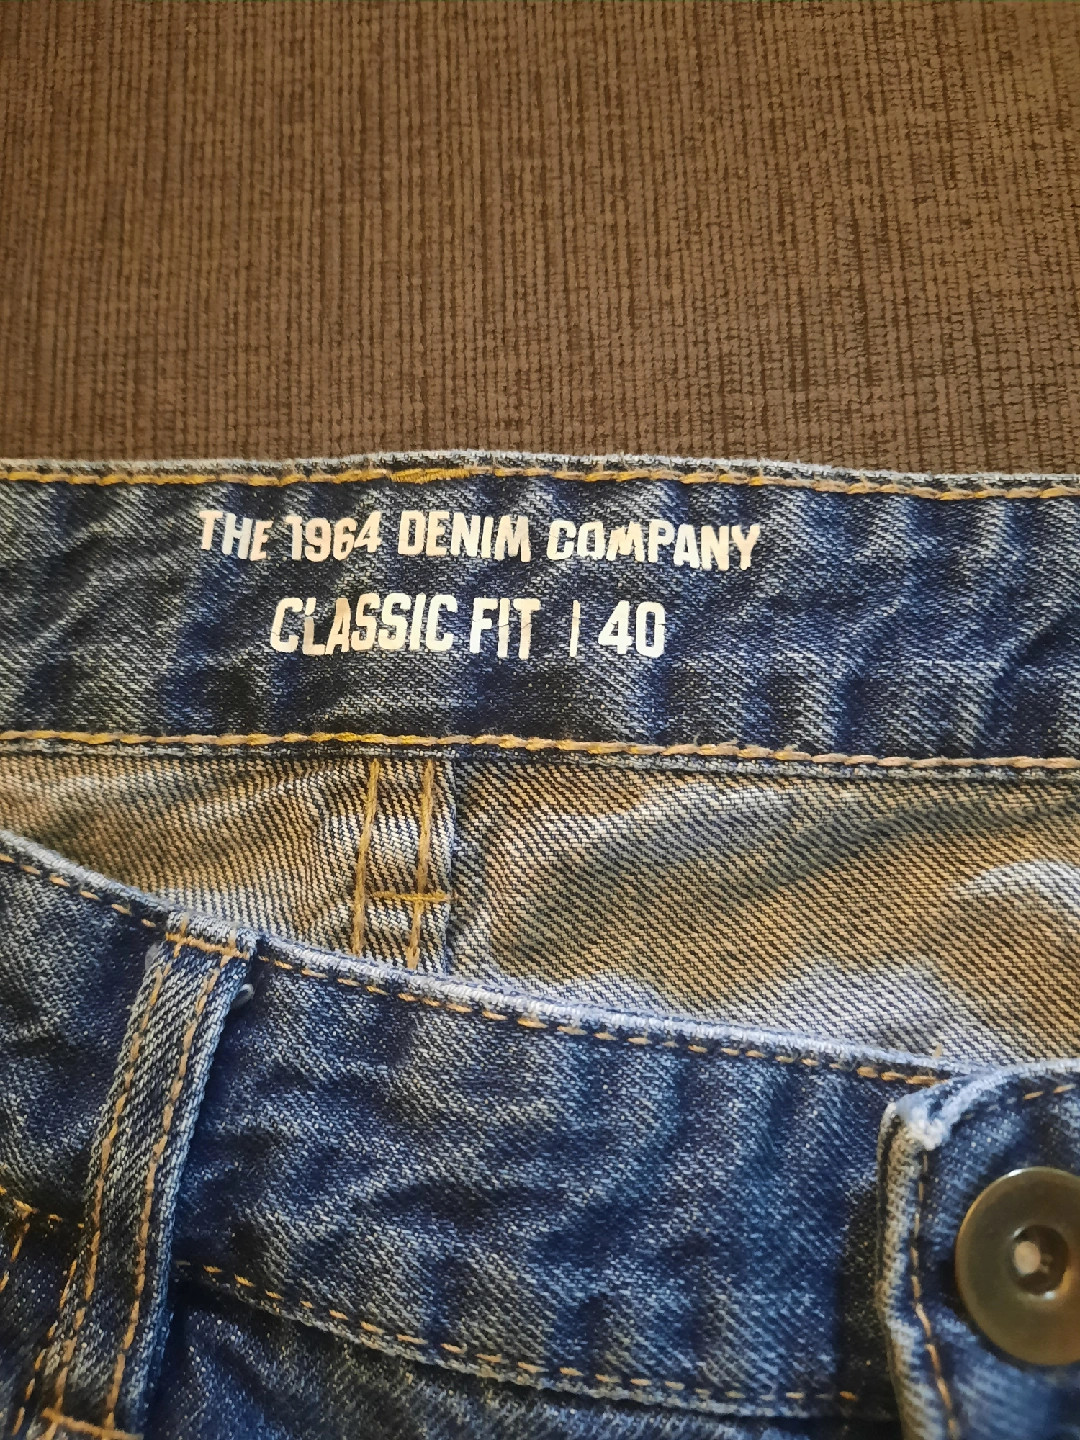 THE 1964 DENIM COMPANY
CLASSIC FIT | 40